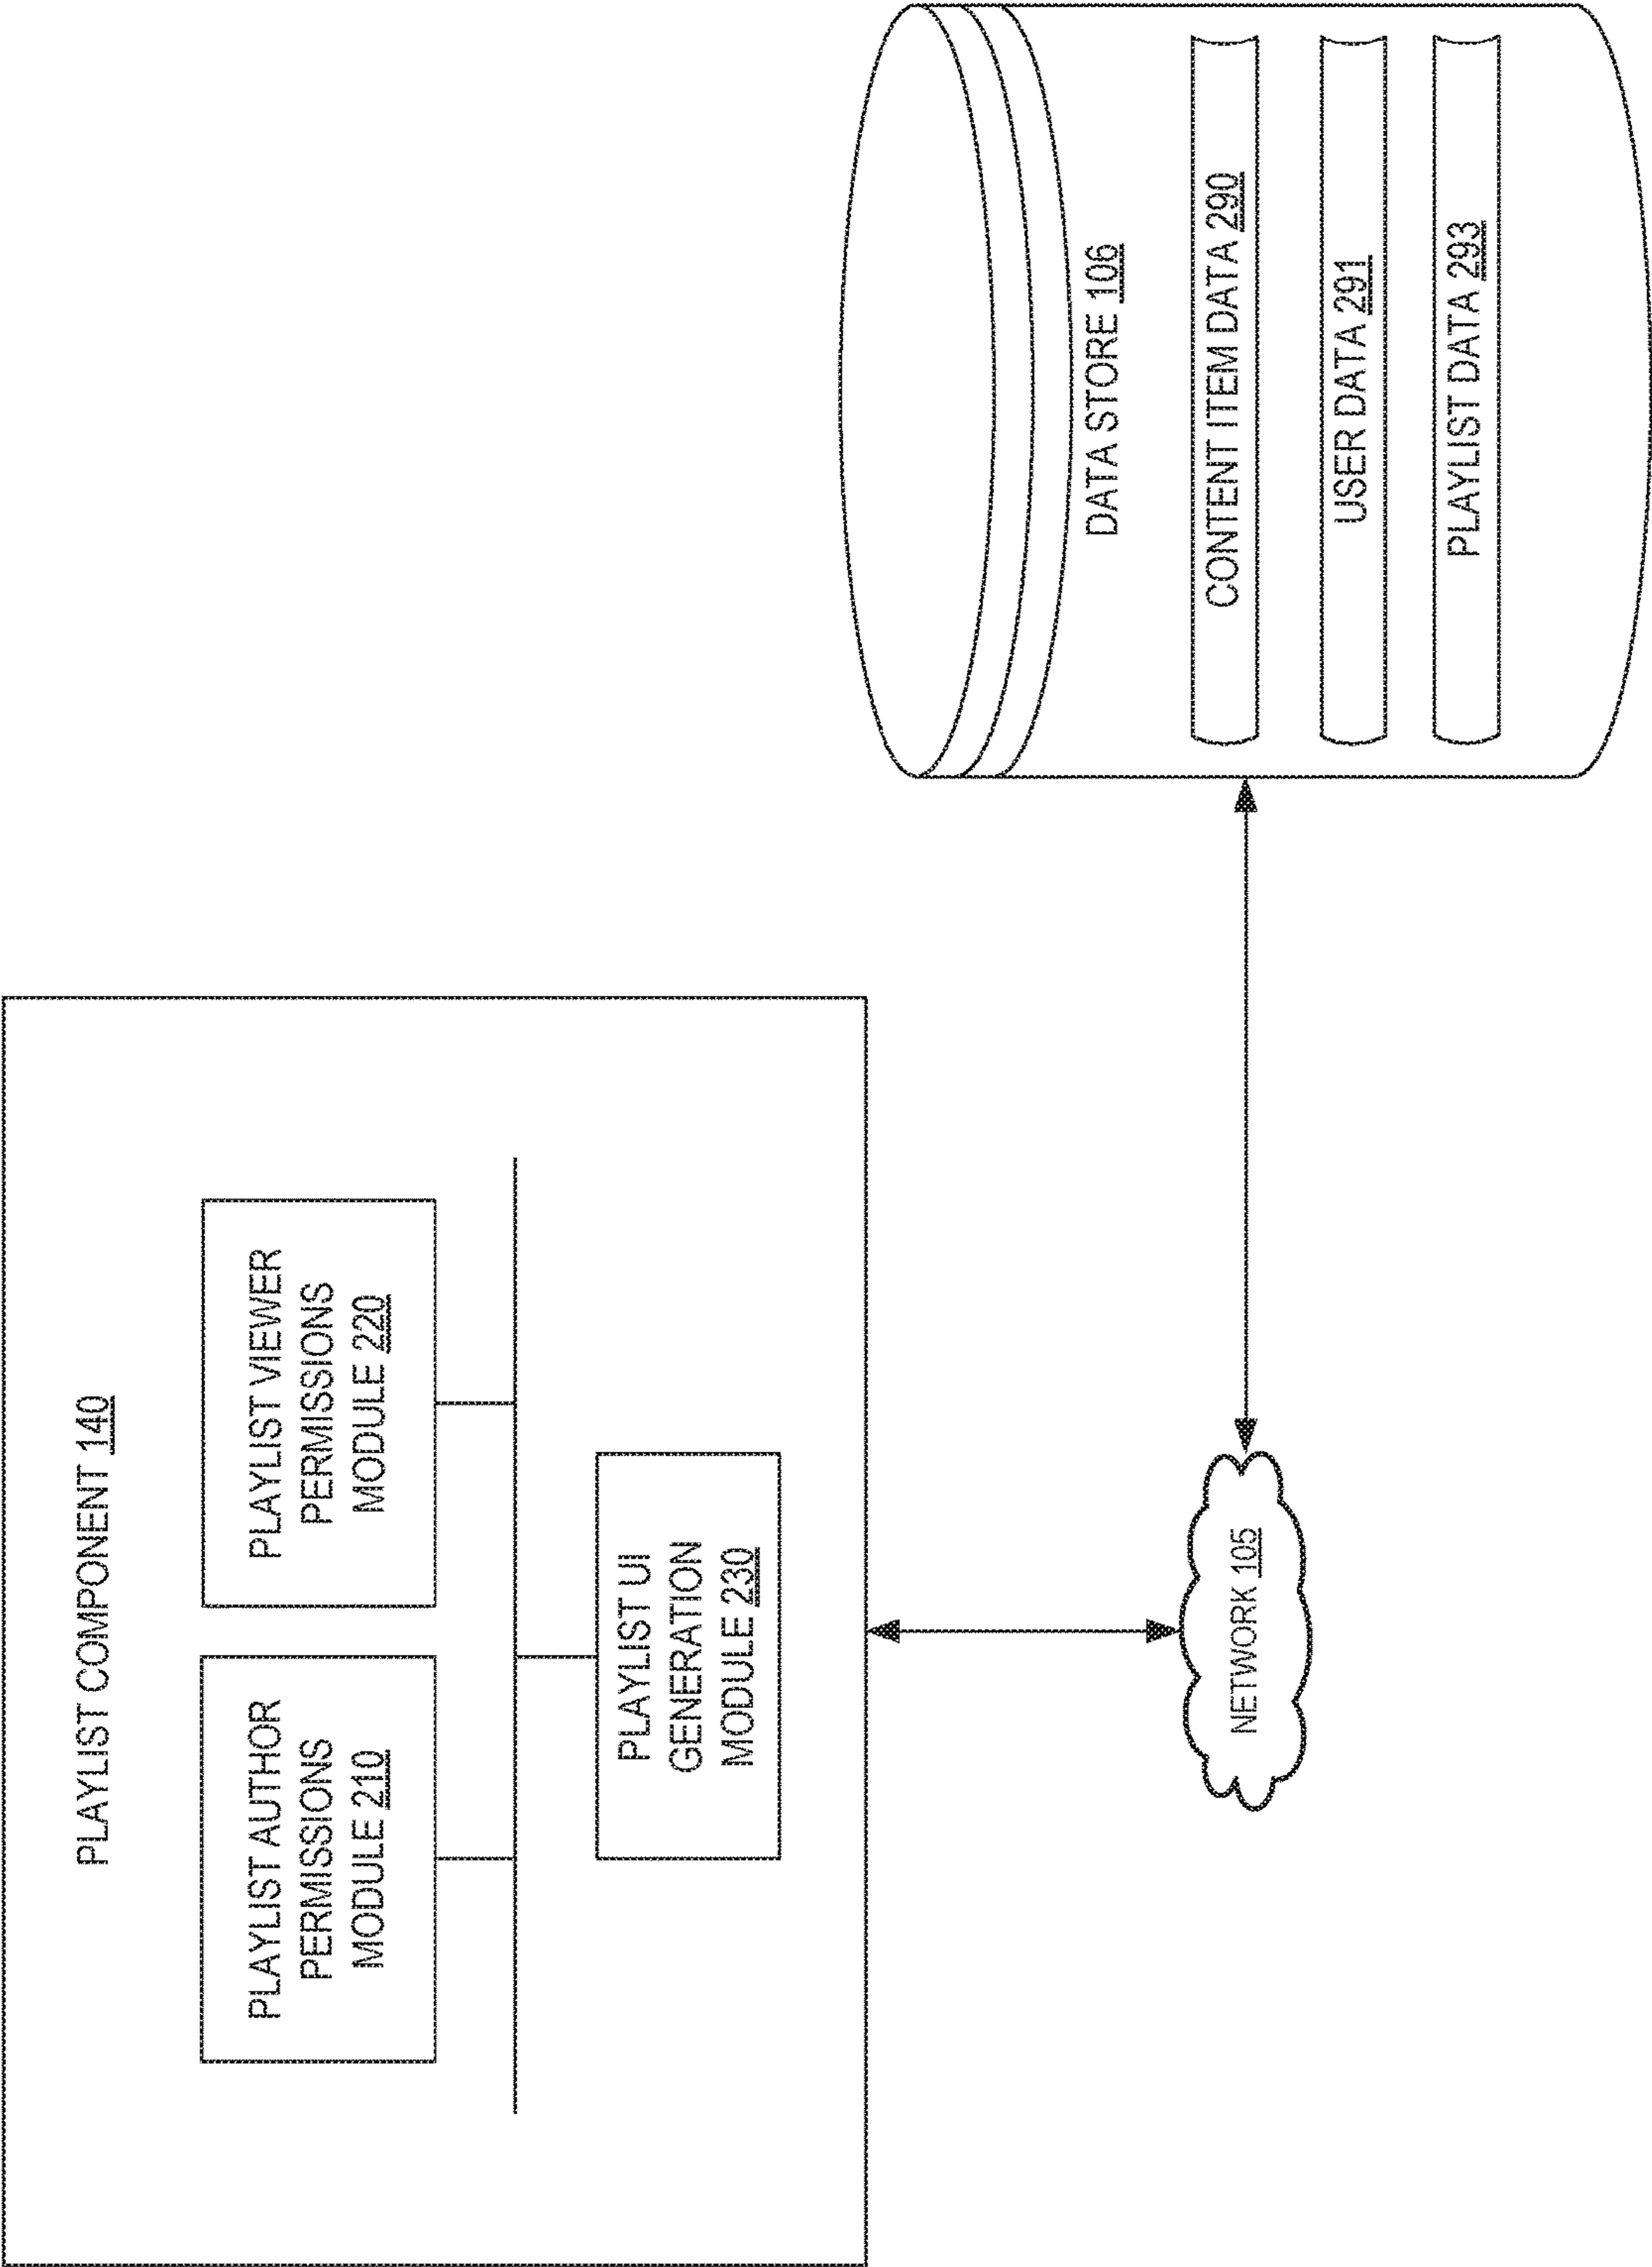 PLAYLIST COMPONENT 140
PLAYLIST AUTHOR
PERMISSIONS
MODULE 210
PLAYLIST VIEWER
PERMISSIONS
MODULE 220
PLAYLIST UI
GENERATION
MODULE 230
NETWORK 105
DATA STORE 106
CONTENT ITEM DATA 290
USER DATA 291
PLAYLIST DATA 293